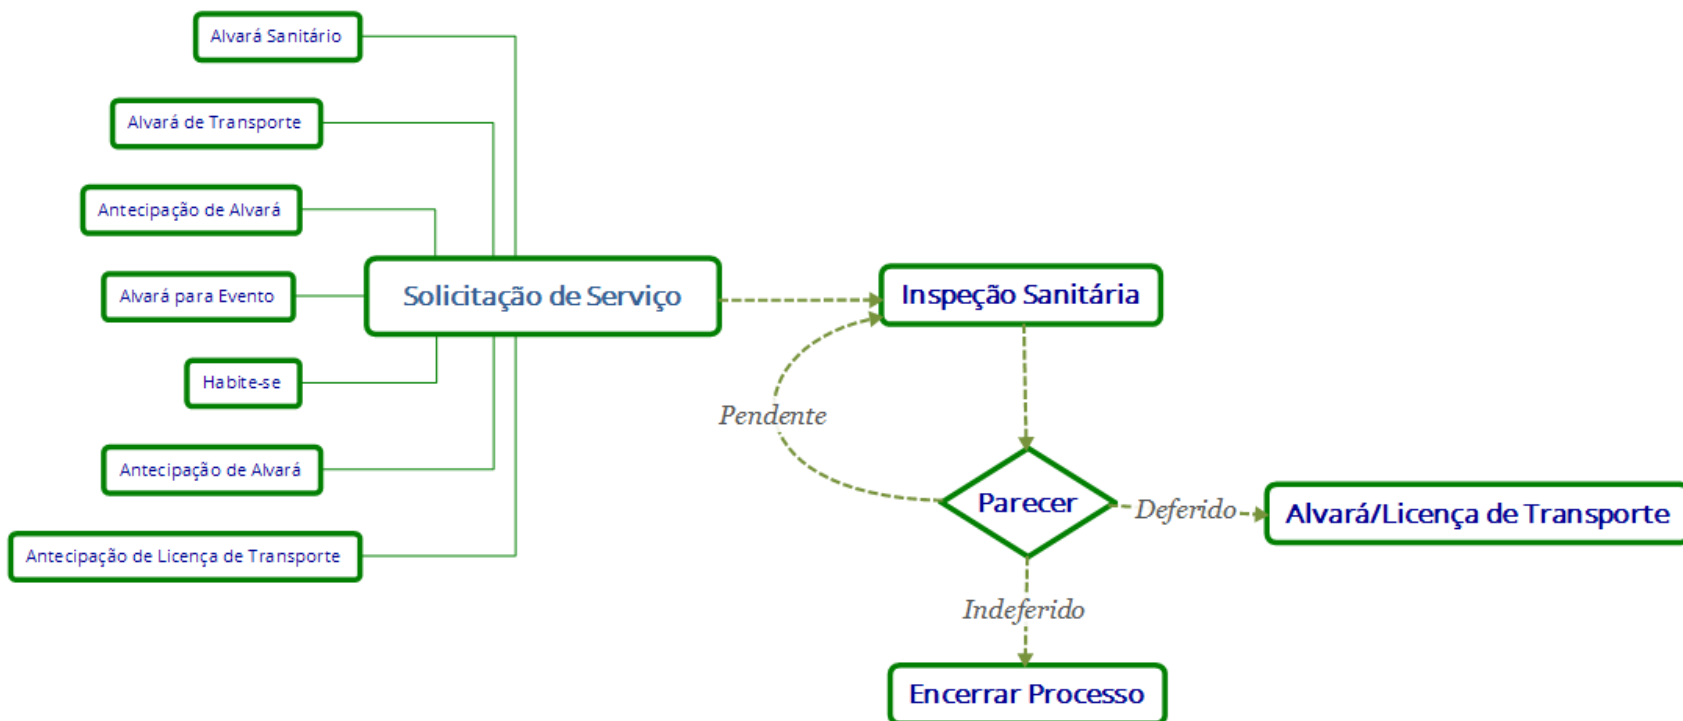 Alvará Sanitário
Alvará de Transporte
Antecipação de Alvará
Alvará para Evento
Habite-se
Antecipação de Alvará
Antecipação de Licença de Transporte
Solicitação de Serviço
Inspeção Sanitária
Pendente
Parecer
Deferido
Alvará/Licença de Transporte
Indeferido
Encerrar Processo